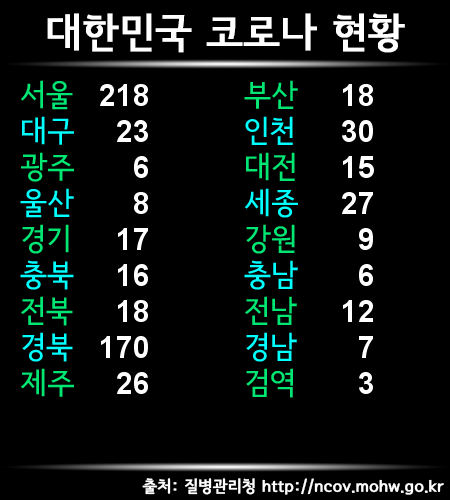 대한민국 코로나 현황
서울 218 부산 18
대구 23 인천 30
광주 6 대전 15
울산 8 세종 27
경기 17 강원 9
충북 16 충남 6
전북 18 전남 12
경북 170 경남 7
제주 26 검역 3
출처: 질병관리청 http://ncov.mohw.go.kr